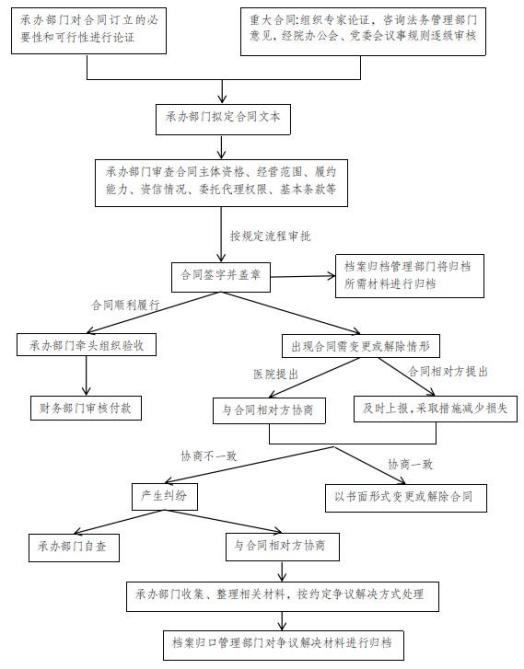 承办部门对合同订立的必
要性和可行性进行论证
重大合同:组织专家论证，咨询法务管理部门
意见,经院办公会、党委会议事规则逐级审核
承办部门拟定合同文本
承办部门审查合同主体资格、经营范围、履约
能力、资信情况、委托代理权限、基本条款等
按规定流程审批
合同签字并盖章
档案归档管理部门将归档
所需材料进行归档
合同顺利履行
承办部门牵头组织验收
出现合同需变更或解除情形
医院提出
合同相对方提出
财务部门审核付款
与合同相对方协商
及时上报,采取措施减少损失
协商不一致
协商一致
产生纠纷
以书面形式变更或解除合同
承办部门自查
与合同相对方协商
承办部门收集、整理相关材料，按约定争议解决方式处理
档案归口管理部门对争议解决材料进行归档